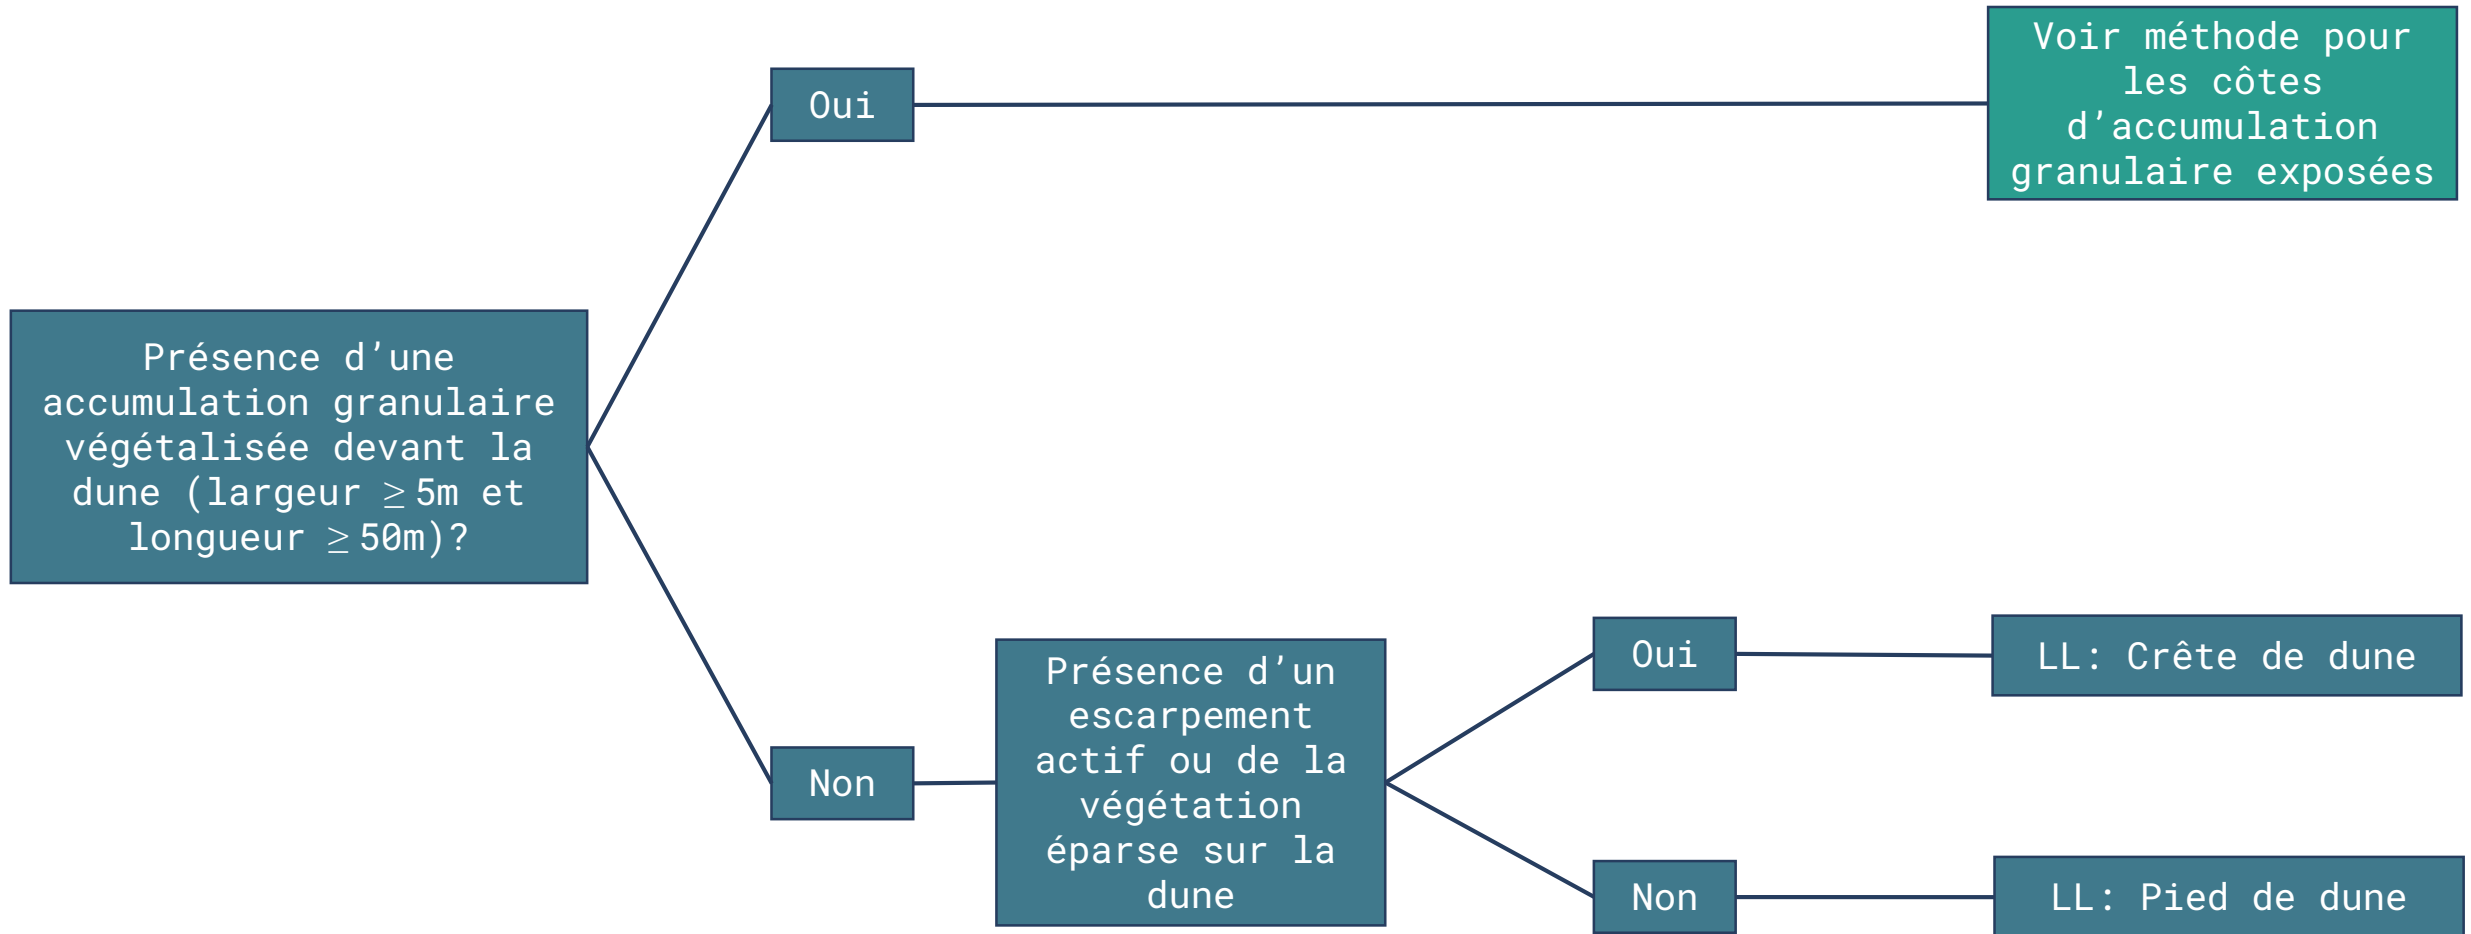 Voir méthode pour
les côtes
d’accumulation
granulaire exposées
Oui
Présence d’une
accumulation granulaire
végétalisée devant la
dune (largeur ≥ 5m et
longueur ≥ 50m)?
Non
Présence d’un
escarpement
actif ou de la
végétation
éparse sur la
dune
Oui
LL: Crête de dune
Non
LL: Pied de dune